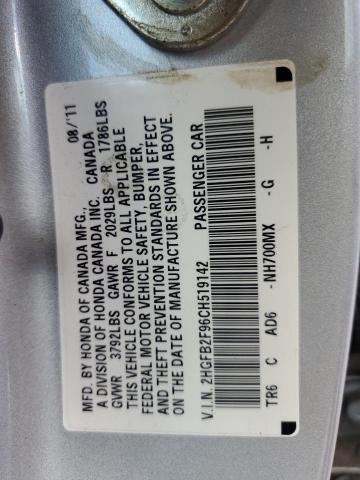 MFD. BY HONDA OF CANADA MFG, 08/'11
A DIVISION OF HONDA CANADA INC. CANADA
GVWR 3792LBS GAWR F 2029LBS R 1786LBS
THIS VEHICLE CONFORMS TO ALL APPLICABLE
FEDERAL MOTOR VEHICLE SAFETY, BUMPER,
AND THEFT PREVENTION STANDARDS IN EFFECT
ON THE DATE OF MANUFACTURE SHOWN ABOVE.
V.I.N. 2HGFB2F96CH519142 PASSENGER CAR
TR6 C AD6 -NH700MX -G -H